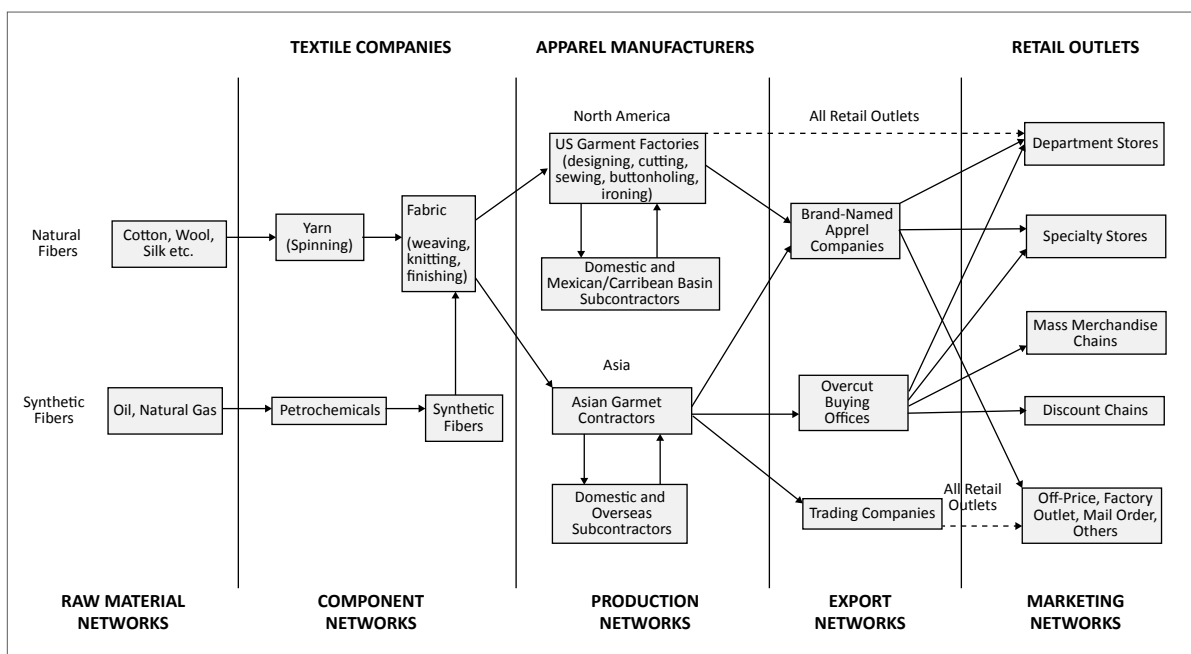 TEXTILE COMPANIES
APPAREL MANUFACTURERS
RETAIL OUTLETS
North America
All Retail Outlets
US Garment Factories
(designing, cutting,
sewing, buttonholing,
ironing)
Department Stores
Natural
Fibers
Cotton, Wool,
Silk etc.
Yarn
(Spinning)
Fabric
(weaving,
knitting,
finishing)
Brand-Named
Apprel
Companies
Specialty Stores
Domestic and
Mexican/Carribean Basin
Subcontractors
Mass Merchandise
Chains
Asia
Synthetic
Fibers
Oil, Natural Gas
Petrochemicals
Synthetic
Fibers
Asian Garmet
Contractors
Overcut
Buying
Offices
Discount Chains
Domestic and
Overseas
Subcontractors
Trading Companies
All Retail
Outlets
Off-Price, Factory
Outlet, Mail Order,
Others
RAW MATERIAL
NETWORKS
COMPONENT
NETWORKS
PRODUCTION
NETWORKS
EXPORT
NETWORKS
MARKETING
NETWORKS